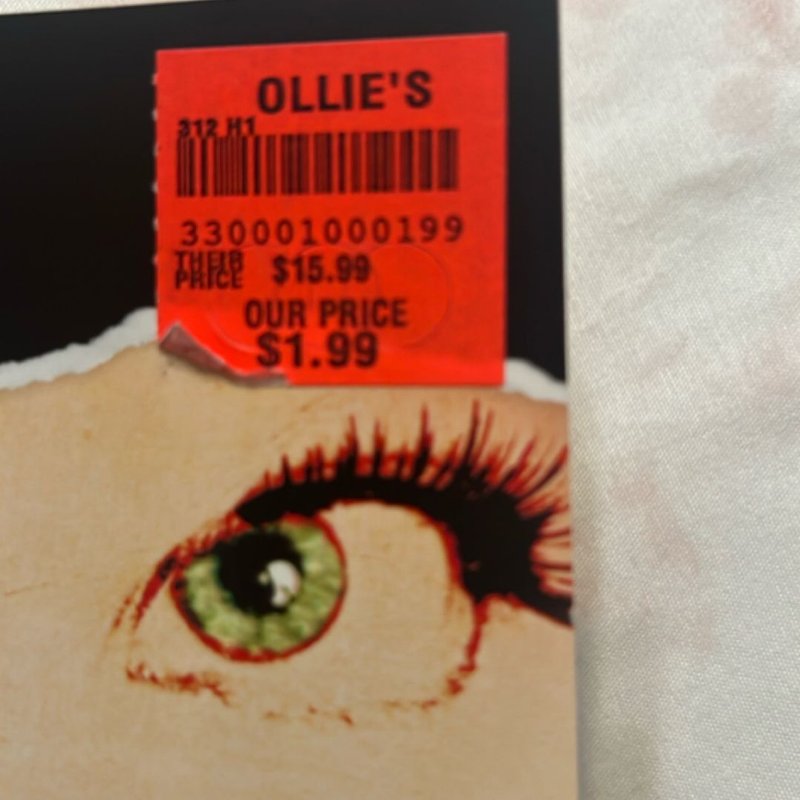 OLLIE'S
312 H1
330001000199
THEIR
PRICE $15.99
OUR PRICE
$1.99